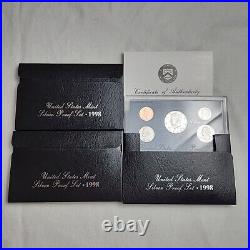 Certificate of Authenticity
United States Mint
Silver Proof Set • 1998
United States Mint
Silver Proof Set • 1998
United States Mint
Silver Proof Set • 1998